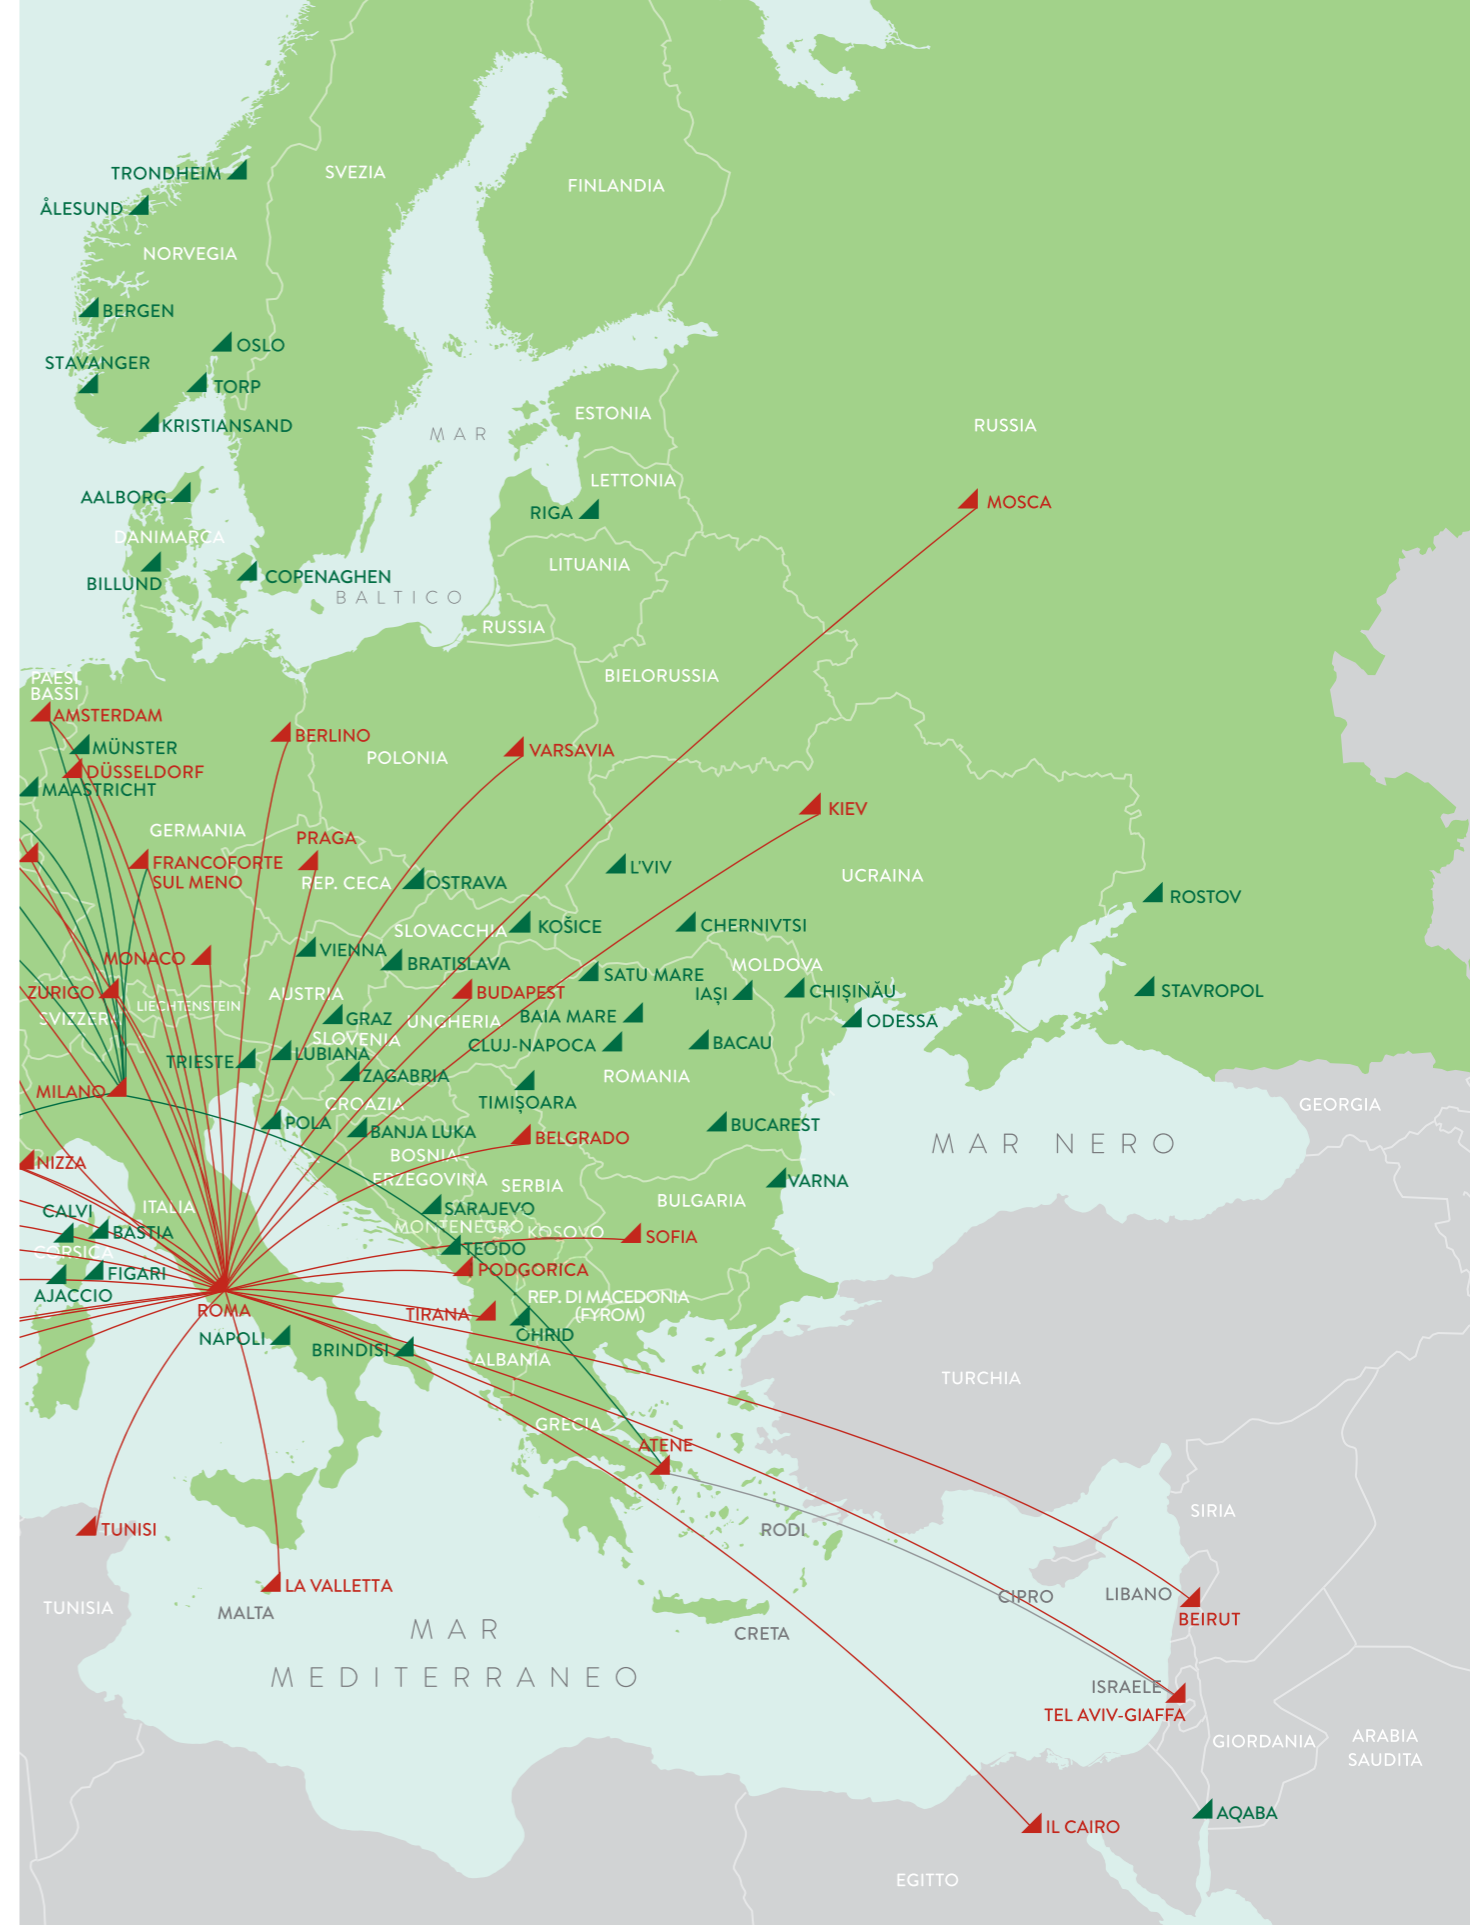 TRONDHEIM
SVEZIA
FINLANDIA
ÅLESUND
NORVEGIA
BERGEN
OSLO
STAVANGER
TORP
KRISTIANSAND
ESTONIA
RUSSIA
MAR
LETTONIA
AALBORG
MOSCA
RIGA
DANIMARCA
LITUANIA
BILLUND
COPENAGHEN
BALTICO
RUSSIA
PAESI
BASSI
BIELORUSSIA
AMSTERDAM
BERLINO
MÜNSTER
VARSAVIA
POLONIA
DÜSSELDORF
MAASTRICHT
KIEV
GERMANIA
PRAGA
FRANCOFORTE
SUL MENO
REP. CECA
OSTRAVA
L'VIV
UCRAINA
ROSTOV
SLOVACCHIA
KOŠICE
CHERNIVTSI
VIENNA
MONACO
BRATISLAVA
MOLDOVA
SATU MARE
ZURIGO
AUSTRIA
BUDAPEST
IAȘI
CHIȘINĂU
STAVROPOL
LIECHTENSTEIN
SVIZZERA
GRAZ
UNGHERIA
BAIA MARE
ODESSA
SLOVENIA
CLUJ-NAPOCA
BACAU
LUBIANA
TRIESTE
ZAGABRIA
ROMANIA
MILANO
CROAZIA
TIMIȘOARA
GEORGIA
POLA
BANJA LUKA
BELGRADO
BUCAREST
MAR NERO
BOSNIA
NIZZA
ERZEGOVINA
SERBIA
VARNA
ITALIA
CALVI
SARAJEVO
BULGARIA
BASTIA
MONTENEGRO
KOSOVO
SOFIA
CORSICA
TEODO
FIGARI
PODGORICA
AJACCIO
REP. DI MACEDONIA
(FYROM)
ROMA
TIRANA
OHRID
NAPOLI
BRINDISI
ALBANIA
TURCHIA
GRECIA
ATENE
SIRIA
TUNISI
RODI
LA VALLETTA
CIPRO
LIBANO
TUNISIA
MALTA
BEIRUT
MAR
CRETA
MEDITERRANEO
ISRAELE
TEL AVIV-GIAFFA
GIORDANIA
ARABIA
SAUDITA
AQABA
IL CAIRO
EGITTO